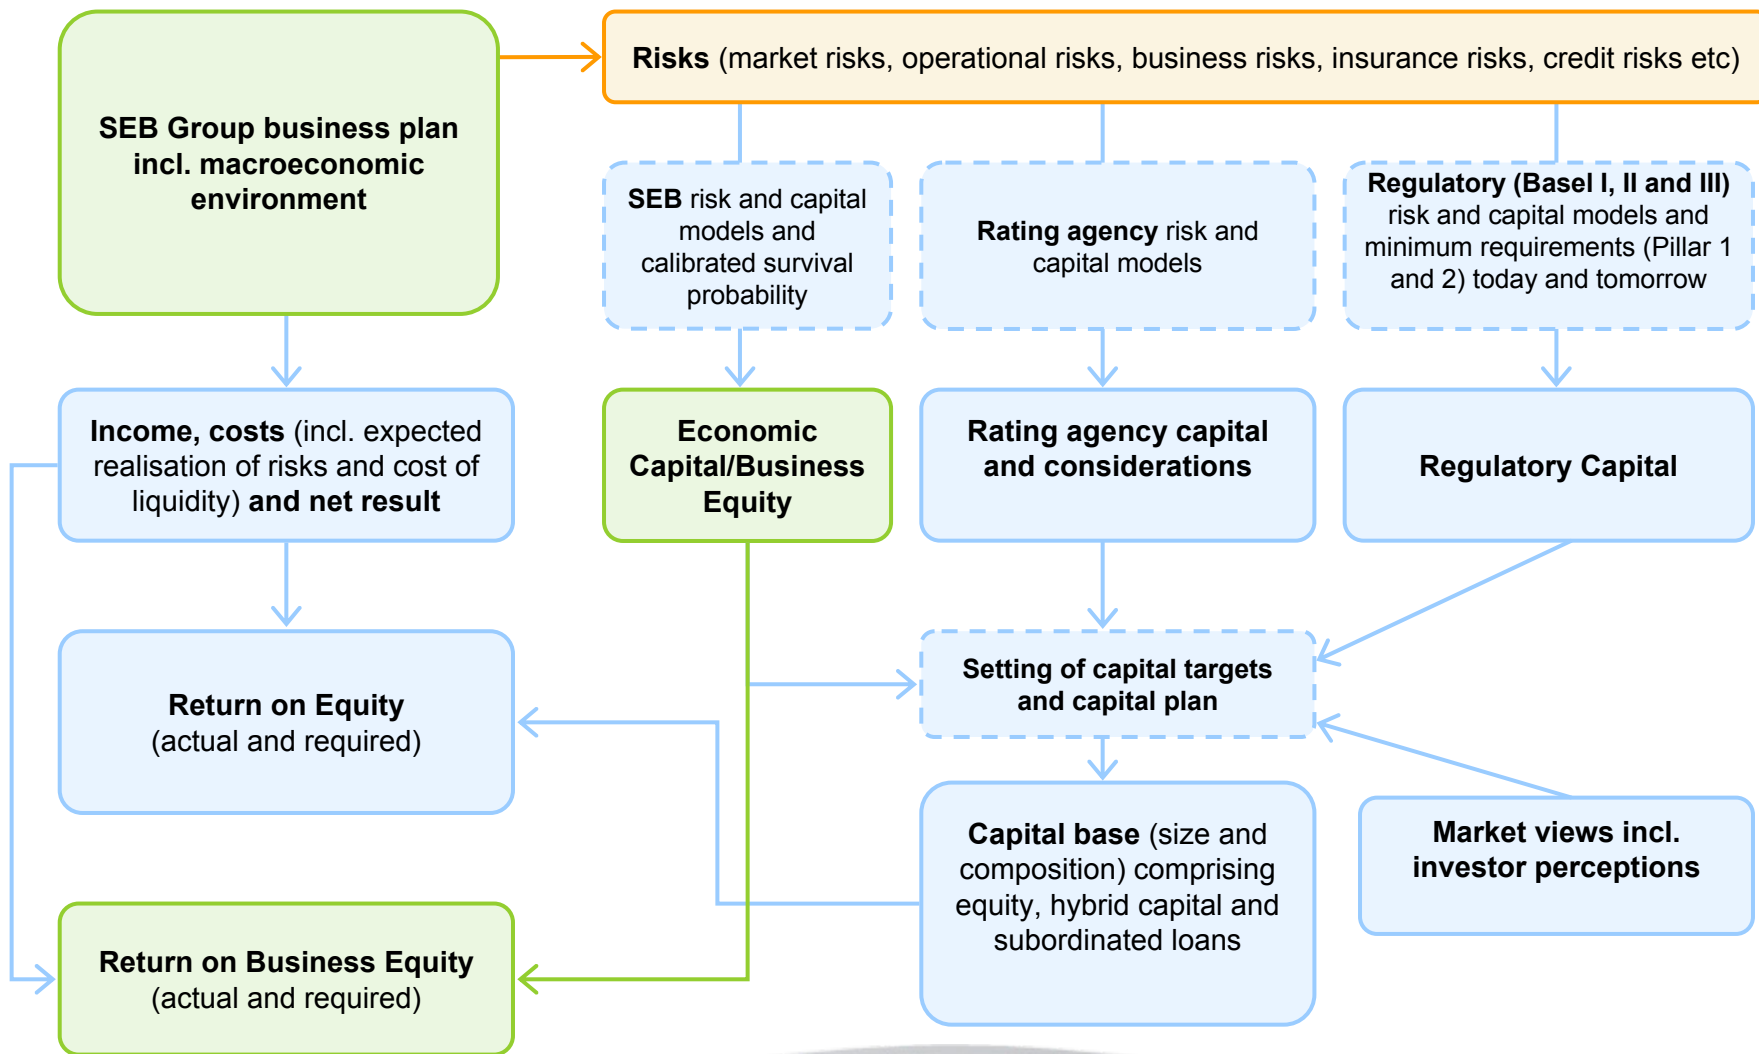 Risks (market risks, operational risks, business risks, insurance risks, credit risks etc)
SEB Group business plan
incl. macroeconomic
environment
SEB risk and capital
models and
calibrated survival
probability
Rating agency risk and
capital models
Regulatory (Basel I, II and III)
risk and capital models and
minimum requirements (Pillar 1
and 2) today and tomorrow
Income, costs (incl. expected
realisation of risks and cost of
liquidity) and net result
Economic
Capital/Business
Equity
Rating agency capital
and considerations
Regulatory Capital
Return on Equity
(actual and required)
Setting of capital targets
and capital plan
Capital base (size and
composition) comprising
equity, hybrid capital and
subordinated loans
Market views incl.
investor perceptions
Return on Business Equity
(actual and required)